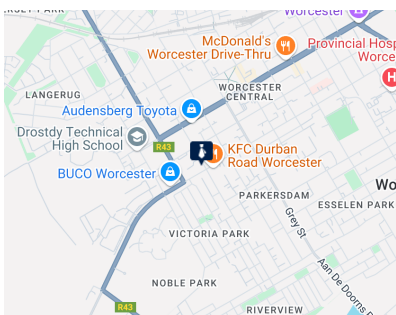 Worcester
McDonald's
Worcester Drive-Thru
Provincial Hosp
Worce
LANGERUG
WORCESTER
CENTRAL
Audensberg Toyota
Drostdy Technical
High School
R43
KFC Durban
Road Worcester
BUCO Worcester
Wo
PARKERSDAM
ESSELEN PARK
Grey St
VICTORIA PARK
Aan De Doorns
NOBLE PARK
R43
RIVERVIEW